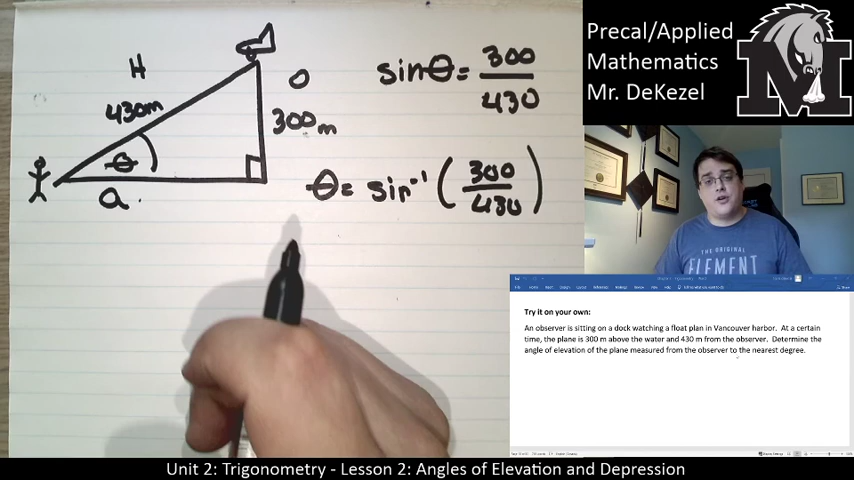 H
430m
θ
a.
O
300m
sinθ = 300/430
θ = sin⁻¹(300/430)
Precal/Applied
Mathematics
Mr. DeKezel
M
THE ORIGINAL
ELEMENT
Try it on your own:
An observer is sitting on a dock watching a float plan in Vancouver harbor. At a certain
time, the plane is 300 m above the water and 430 m from the observer. Determine the
angle of elevation of the plane measured from the observer to the nearest degree.
Unit 2: Trigonometry - Lesson 2: Angles of Elevation and Depression